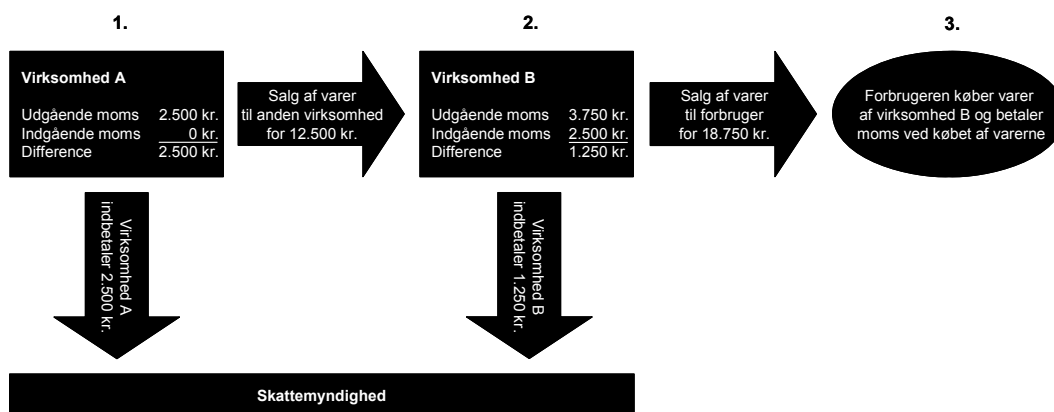 1.
2.
3.
Virksomhed A
Udgående moms 2.500 kr.
Indgående moms 0 kr.
Difference 2.500 kr.
Salg af varer
til anden virksomhed
for 12.500 kr.
Virksomhed B
Udgående moms 3.750 kr.
Indgående moms 2.500 kr.
Difference 1.250 kr.
Salg af varer
til forbruger
for 18.750 kr.
Forbrugeren køber varer
af virksomhed B og betaler
moms ved købet af varerne
Virksomhed A
indbetaler 2.500 kr.
Virksomhed B
indbetaler 1.250 kr.
Skattemyndighed